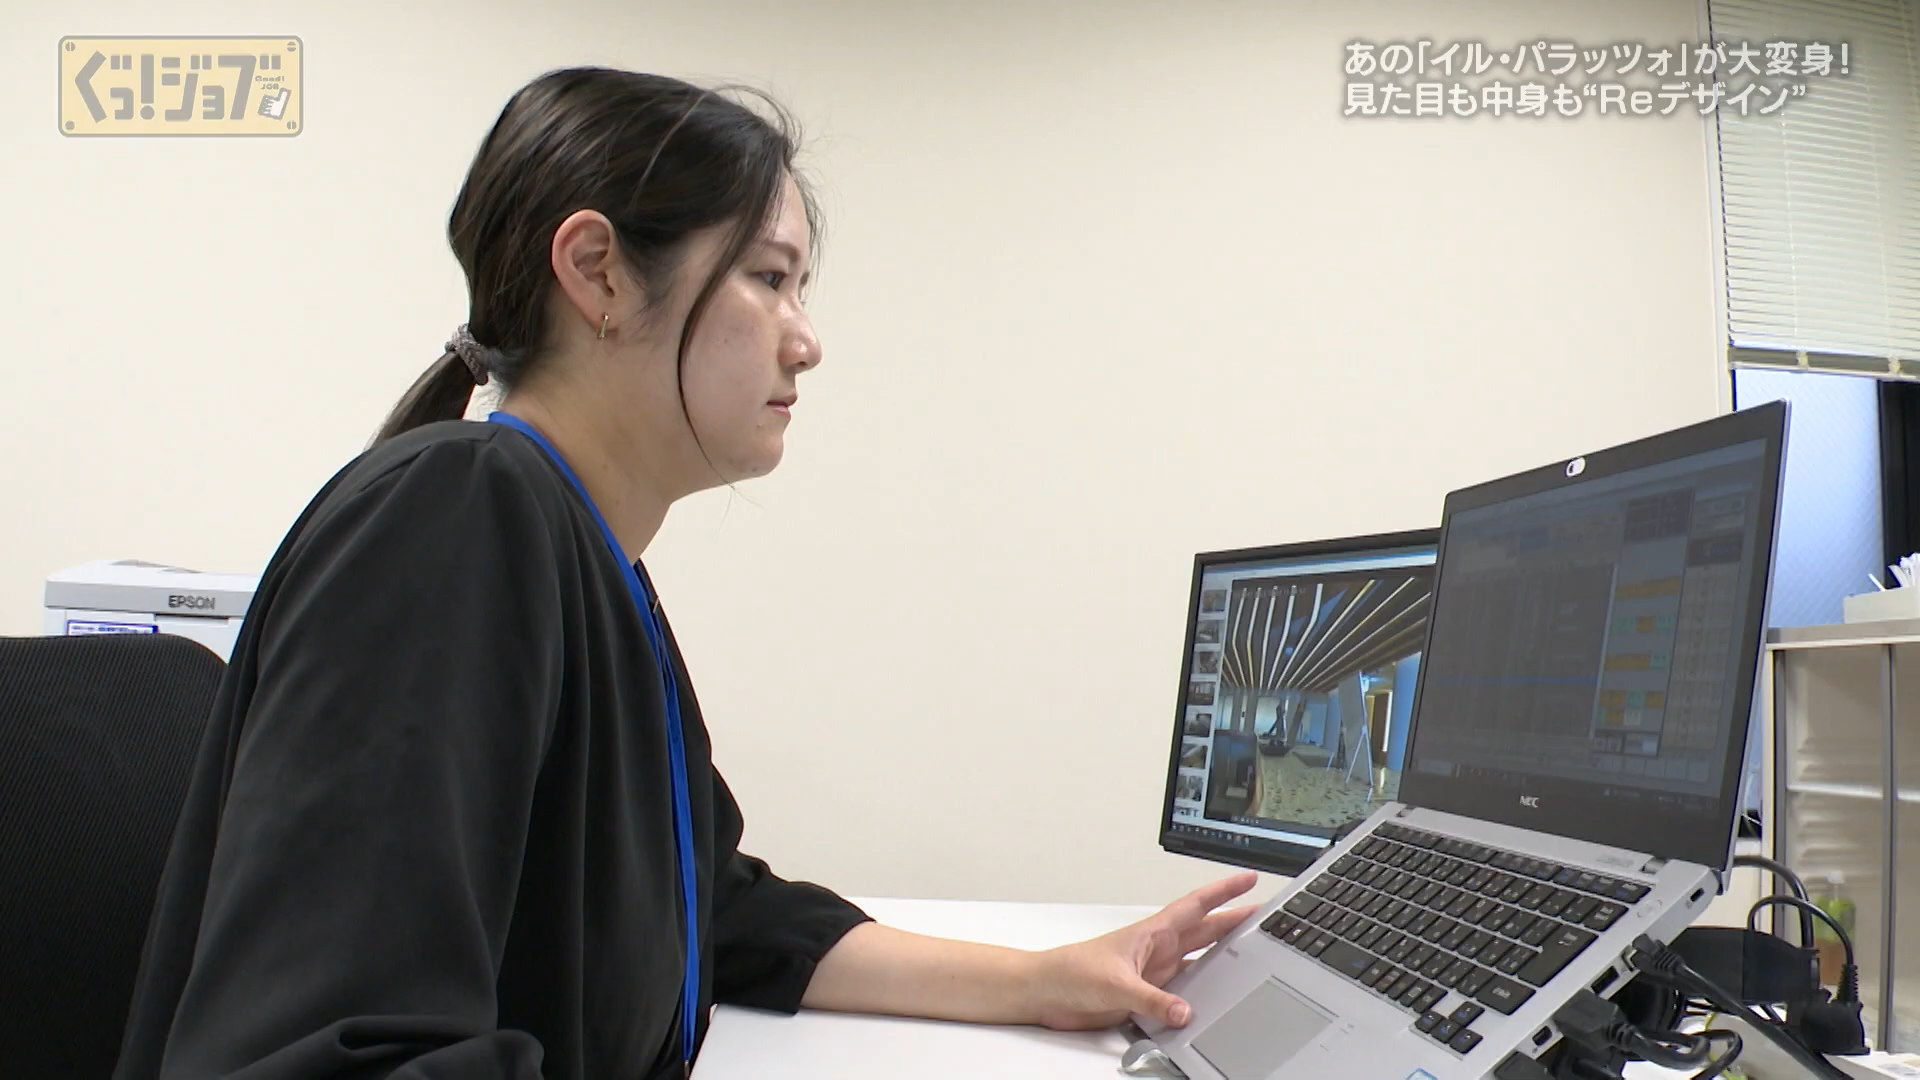 ぐっ!ジョブ
Good!
JOB
あの「イル・パラッツォ」が大変身!
見た目も中身も“Reデザイン”
EPSON
NEC